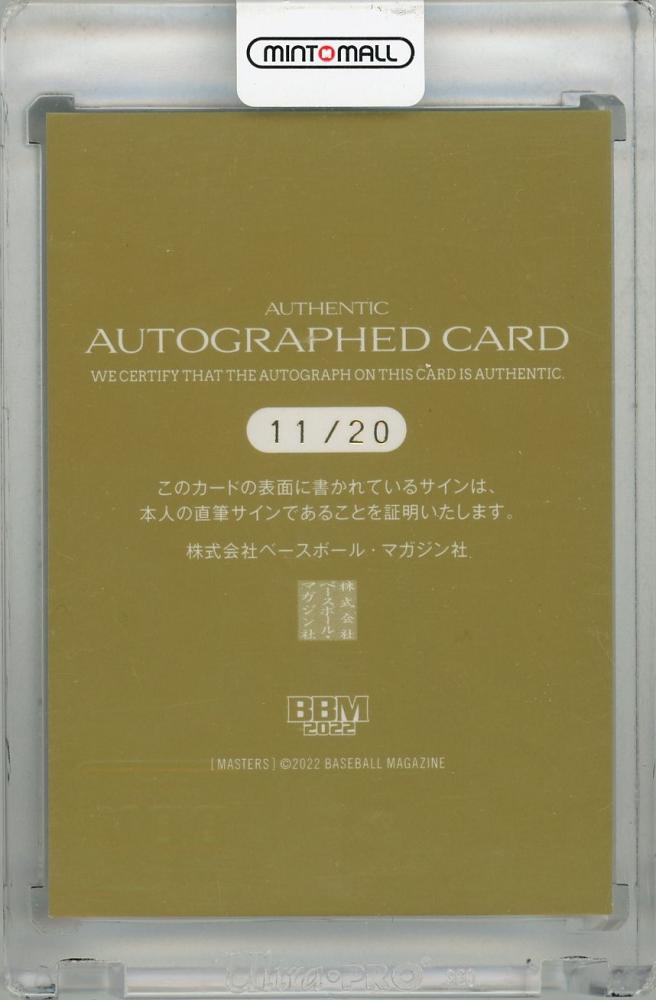 MINTMALL
AUTHENTIC
AUTOGRAPHED CARD
WE CERTIFY THAT THE AUTOGRAPH ON THIS CARD IS AUTHENTIC.
11/20
このカードの表面に書かれているサインは、
本人の直筆サインであることを証明いたします。
株式会社ベースボール・マガジン社
株式会社
ベースボール・
マガジン社
BBM
2022
[MASTERS] ©2022 BASEBALL MAGAZINE
Ultra·PRO